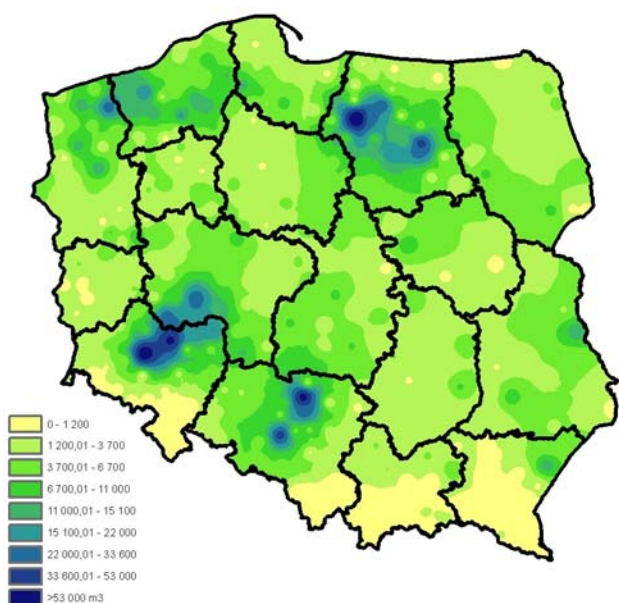 0 - 1 200
1 200,01 - 3 700
3 700,01 - 6 700
6 700,01 - 11 000
11 000,01 - 15 100
15 100,01 - 22 000
22 000,01 - 33 600
33 600,01 - 53 000
>53 000 m3